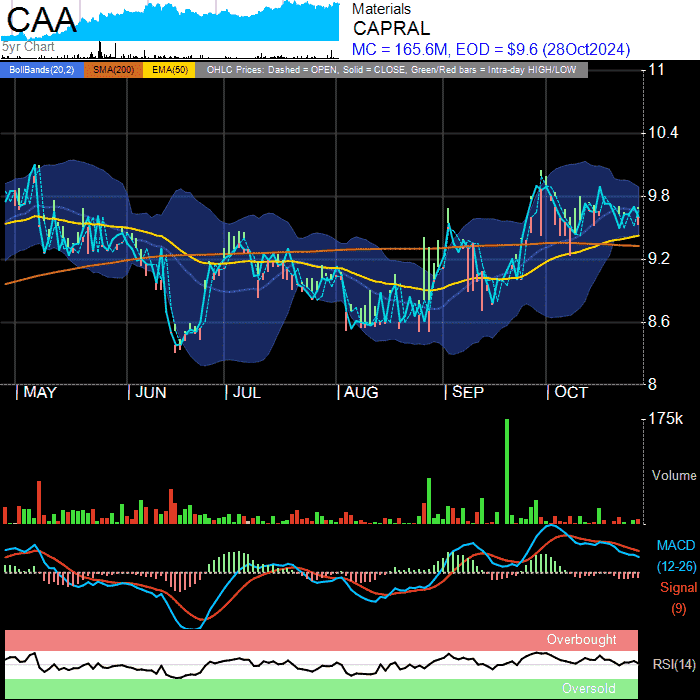 CAA
5yr Chart
Materials
CAPRAL
MC = 165.6M, EOD = $9.6 (28Oct2024)
BollBands(20,2) SMA(200) EMA(50) OHLC Prices: Dashed = OPEN, Solid = CLOSE, Green/Red bars = Intra-day HIGH/LOW
11
10.4
9.8
9.2
8.6
8
MAY JUN JUL AUG SEP OCT
175k
Volume
MACD
(12-26)
Signal
(9)
Overbought
RSI(14)
Oversold